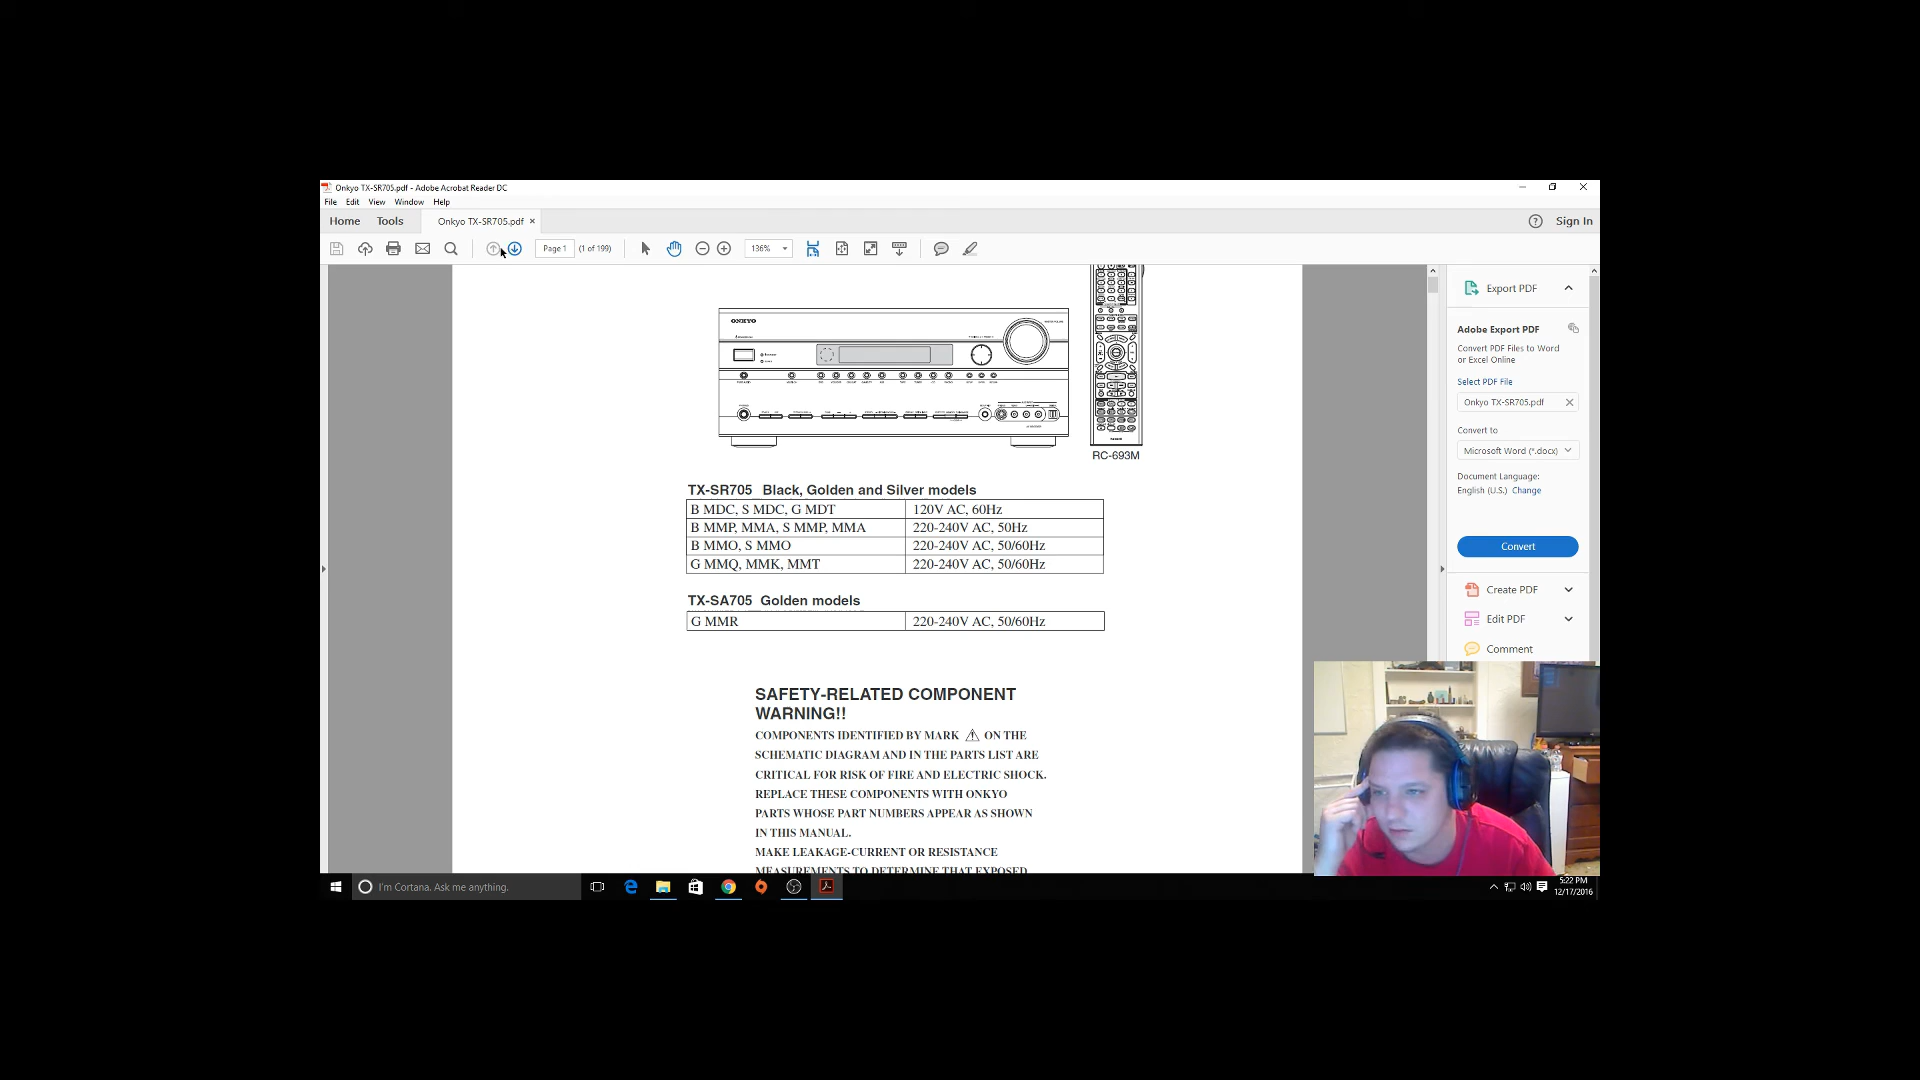 Onkyo TX-SR705.pdf - Adobe Acrobat Reader DC
File Edit View Window Help
Home Tools Onkyo TX-SR705.pdf × Sign In
Page 1 (1 of 199) 136%
Export PDF
Adobe Export PDF
Convert PDF Files to Word
or Excel Online
Select PDF File
Onkyo TX-SR705.pdf
Convert to
Microsoft Word (*.docx)
Document Language:
English (U.S.) Change
Convert
Create PDF
Edit PDF
Comment
ONKYO
RC-693M
TX-SR705 Black, Golden and Silver models
B MDC, S MDC, G MDT 120V AC, 60Hz
B MMP, MMA, S MMP, MMA 220-240V AC, 50Hz
B MMO, S MMO 220-240V AC, 50/60Hz
G MMQ, MMK, MMT 220-240V AC, 50/60Hz
TX-SA705 Golden models
G MMR 220-240V AC, 50/60Hz
SAFETY-RELATED COMPONENT
WARNING!!
COMPONENTS IDENTIFIED BY MARK ⚠ ON THE
SCHEMATIC DIAGRAM AND IN THE PARTS LIST ARE
CRITICAL FOR RISK OF FIRE AND ELECTRIC SHOCK.
REPLACE THESE COMPONENTS WITH ONKYO
PARTS WHOSE PART NUMBERS APPEAR AS SHOWN
IN THIS MANUAL.
MAKE LEAKAGE-CURRENT OR RESISTANCE
MEASUREMENTS TO DETERMINE THAT EXPOSED
I'm Cortana. Ask me anything.
5:22 PM
12/17/2016